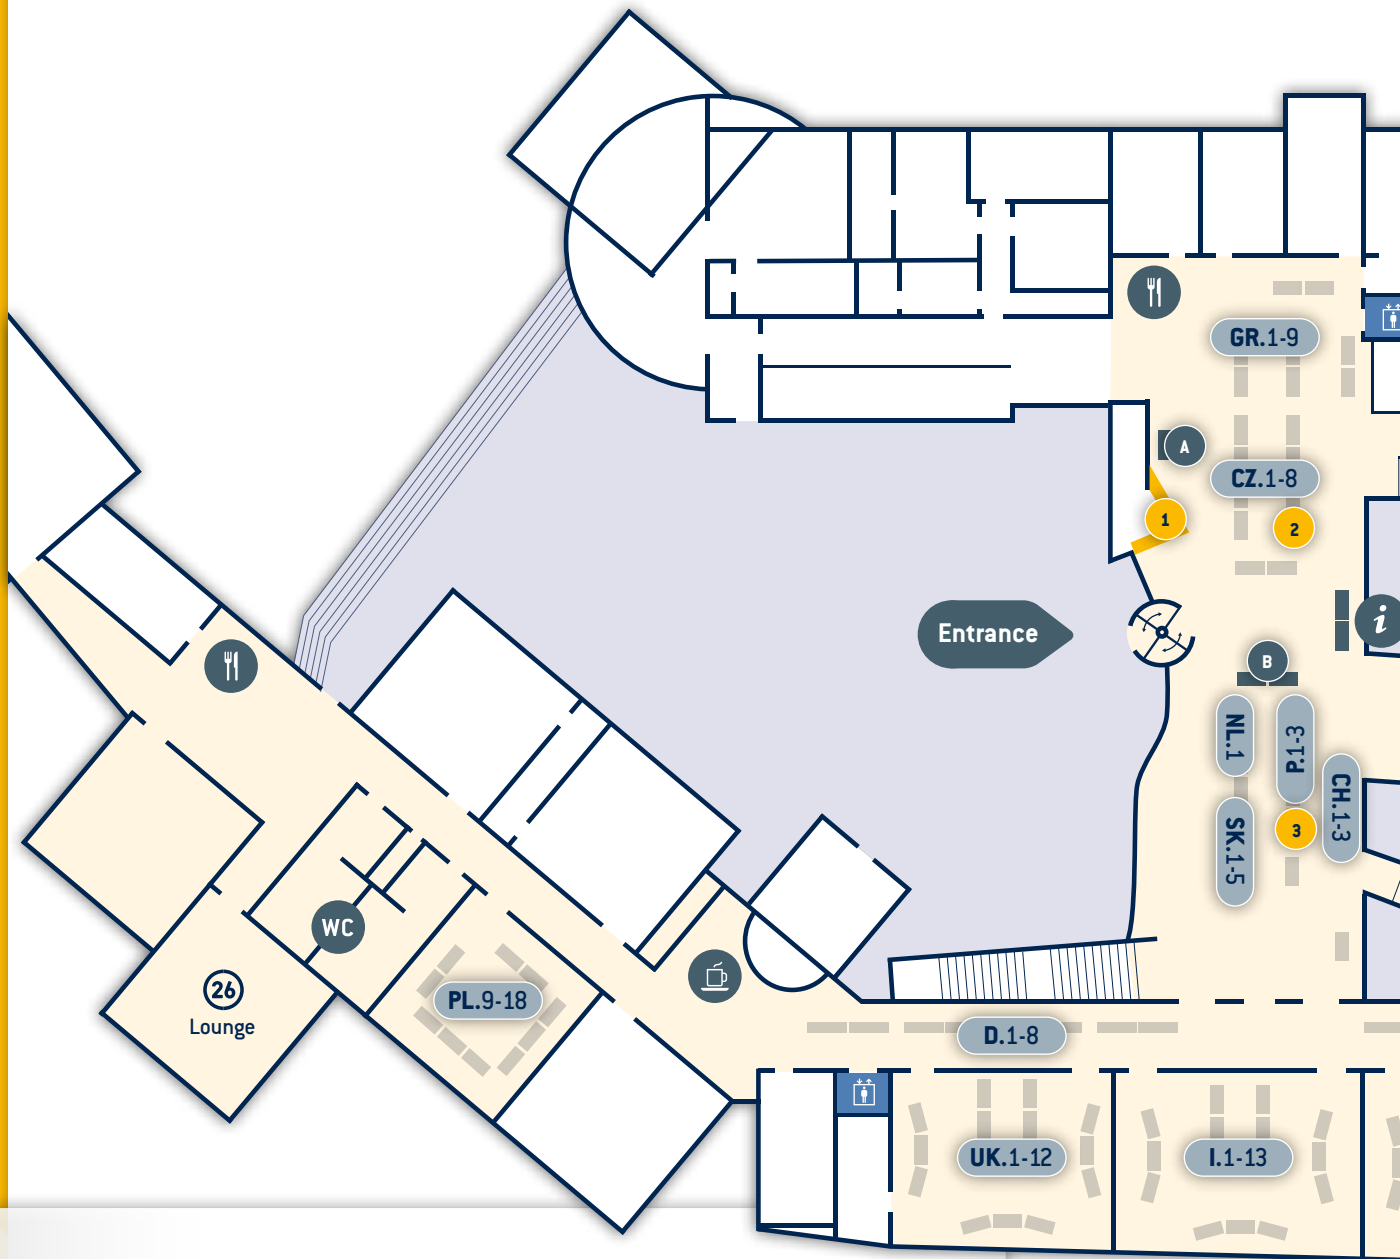 GR.1-9
A
CZ.1-8
1
2
Entrance
i
B
NL.1
P.1-3
CH.1-3
SK.1-5
3
WC
26
Lounge
PL.9-18
D.1-8
UK.1-12
I.1-13